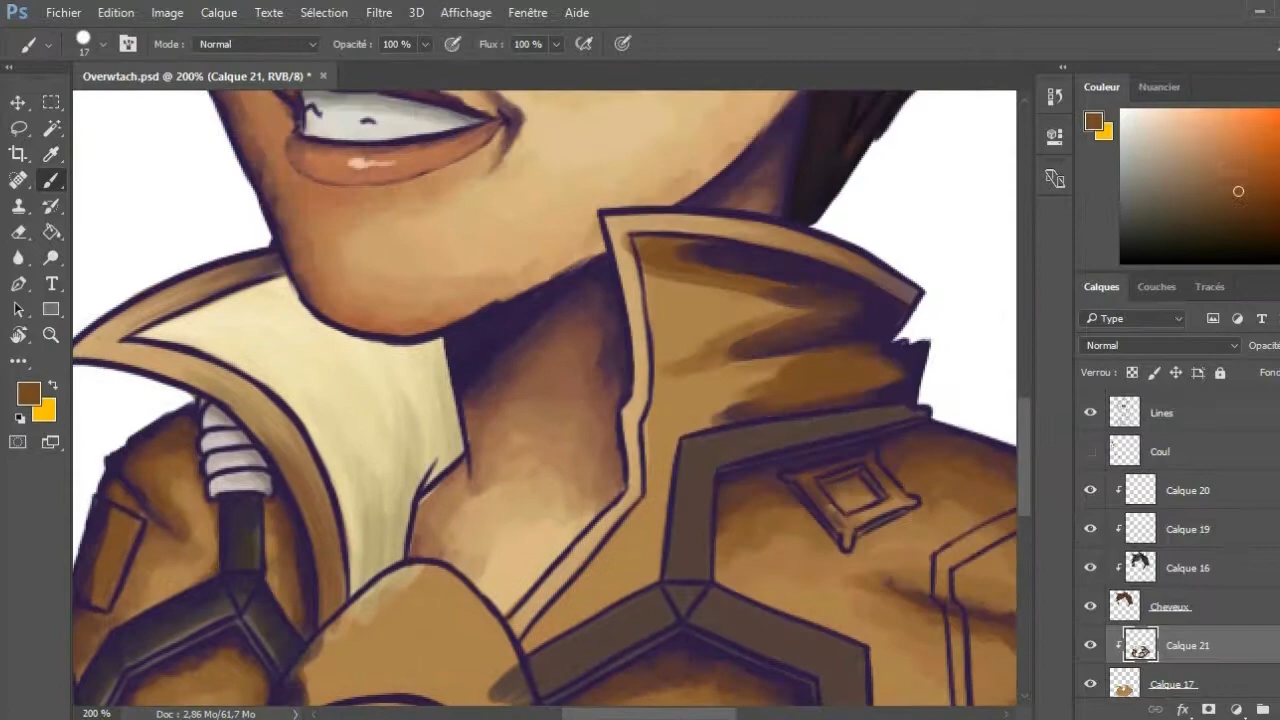 Ps Fichier Edition Image Calque Texte Sélection Filtre 3D Affichage Fenêtre Aide
17 Mode : Normal Opacité : 100 % Flux : 100 %
Overwtach.psd @ 200% (Calque 21, RVB/8) * ×
Couleur Nuancier
Calques Couches Tracés
Type
Normal Opacité
Verrou : Fond
Lines
Coul
Calque 20
Calque 19
Calque 16
Cheveux
Calque 21
Calque 17
200 % Doc : 2,86 Mo/61,7 Mo